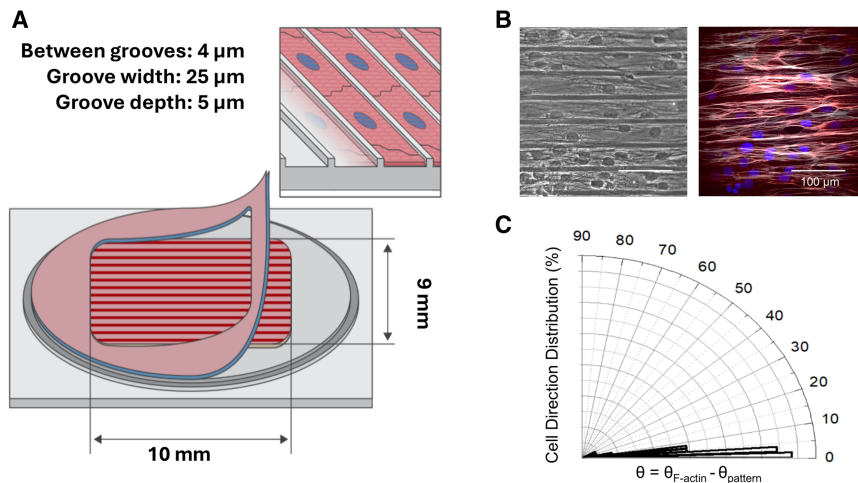 A
Between grooves: 4 µm
Groove width: 25 µm
Groove depth: 5 µm
9 mm
10 mm
B
100 µm
C
Cell Direction Distribution (%)
90
80
70
60
50
40
30
20
10
0
θ = θF-actin - θpattern